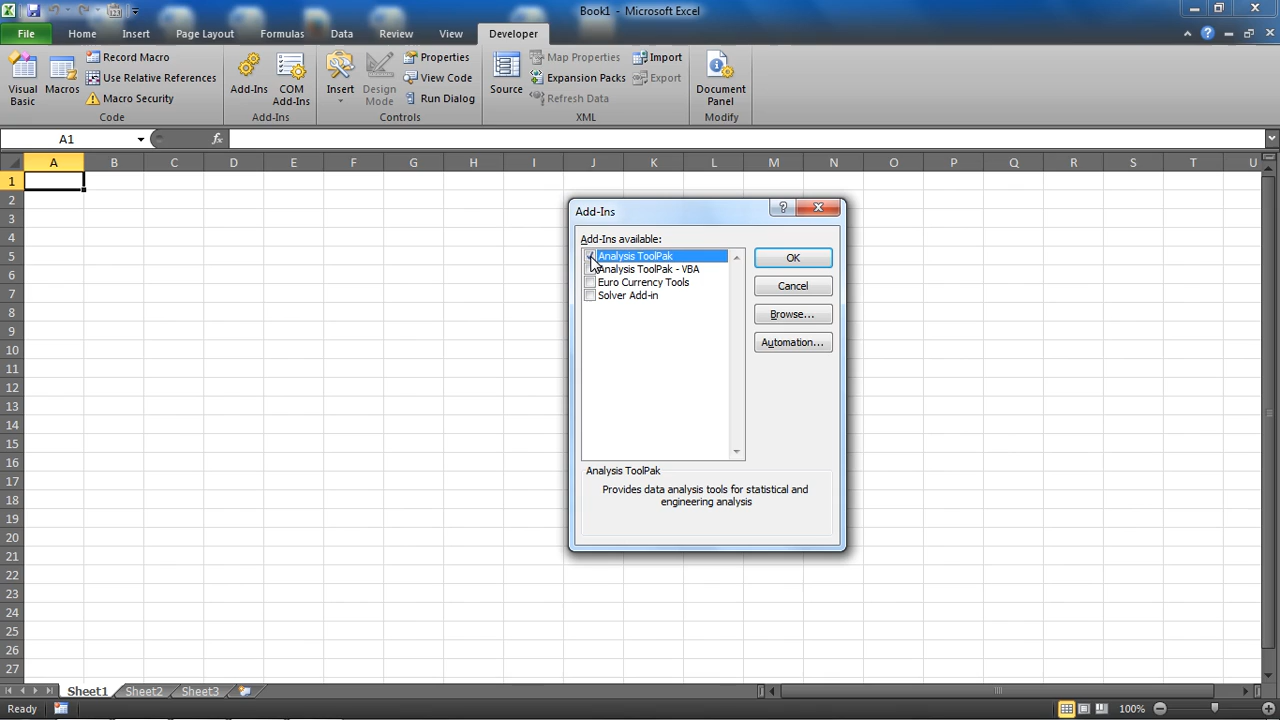 Book1 - Microsoft Excel
File Home Insert Page Layout Formulas Data Review View Developer
Visual Basic
Macros
Record Macro
Use Relative References
Macro Security
Code
Add-Ins
COM Add-Ins
Add-Ins
Insert
Design Mode
Properties
View Code
Run Dialog
Controls
Source
Map Properties
Expansion Packs
Refresh Data
Import
Export
XML
Document Panel
Modify
A1
fx
A B C D E F G H I J K L M N O P Q R S T U
1
2
3
4
5
6
7
8
9
10
11
12
13
14
15
16
17
18
19
20
21
22
23
24
25
26
27
Add-Ins
?
Add-Ins available:
Analysis ToolPak
Analysis ToolPak - VBA
Euro Currency Tools
Solver Add-in
OK
Cancel
Browse...
Automation...
Analysis ToolPak
Provides data analysis tools for statistical and
engineering analysis
Sheet1 Sheet2 Sheet3
Ready
100%